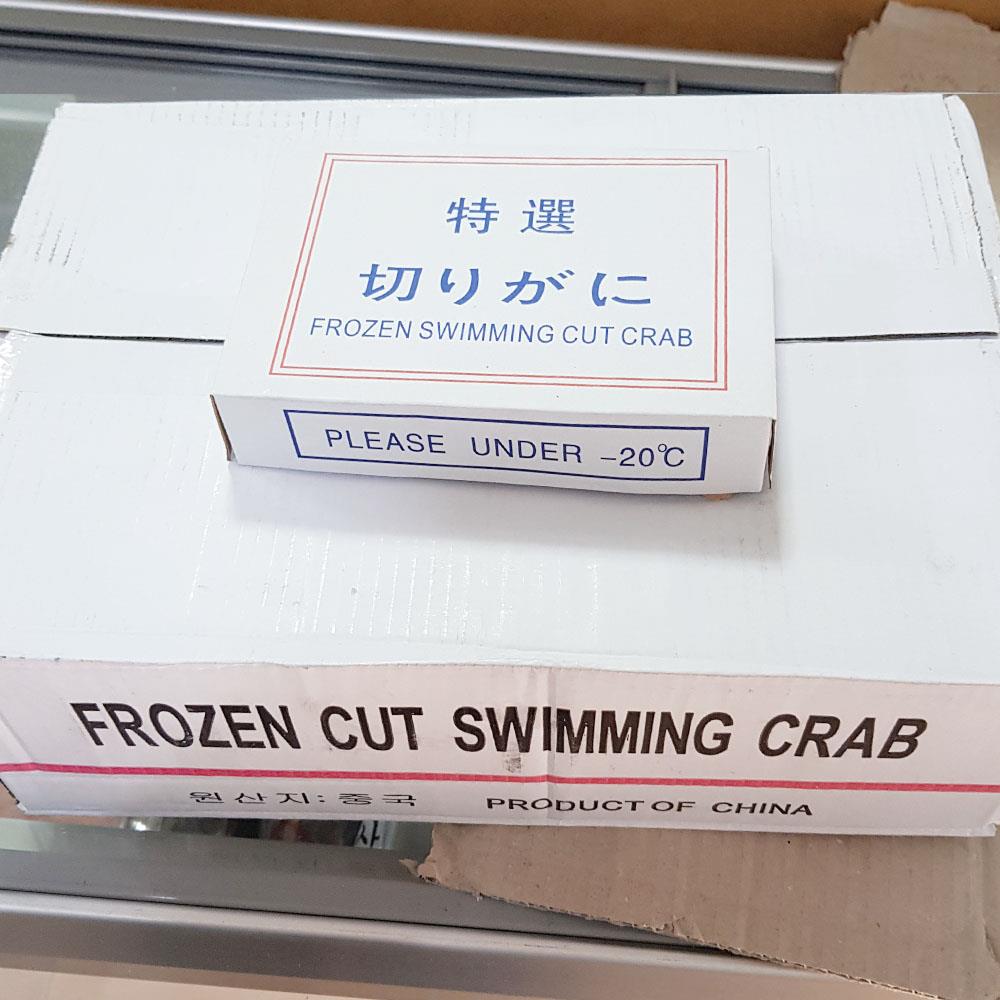 特選
切りがに
FROZEN SWIMMING CUT CRAB
PLEASE UNDER -20℃
FROZEN CUT SWIMMING CRAB
원산지: 중국 PRODUCT OF CHINA